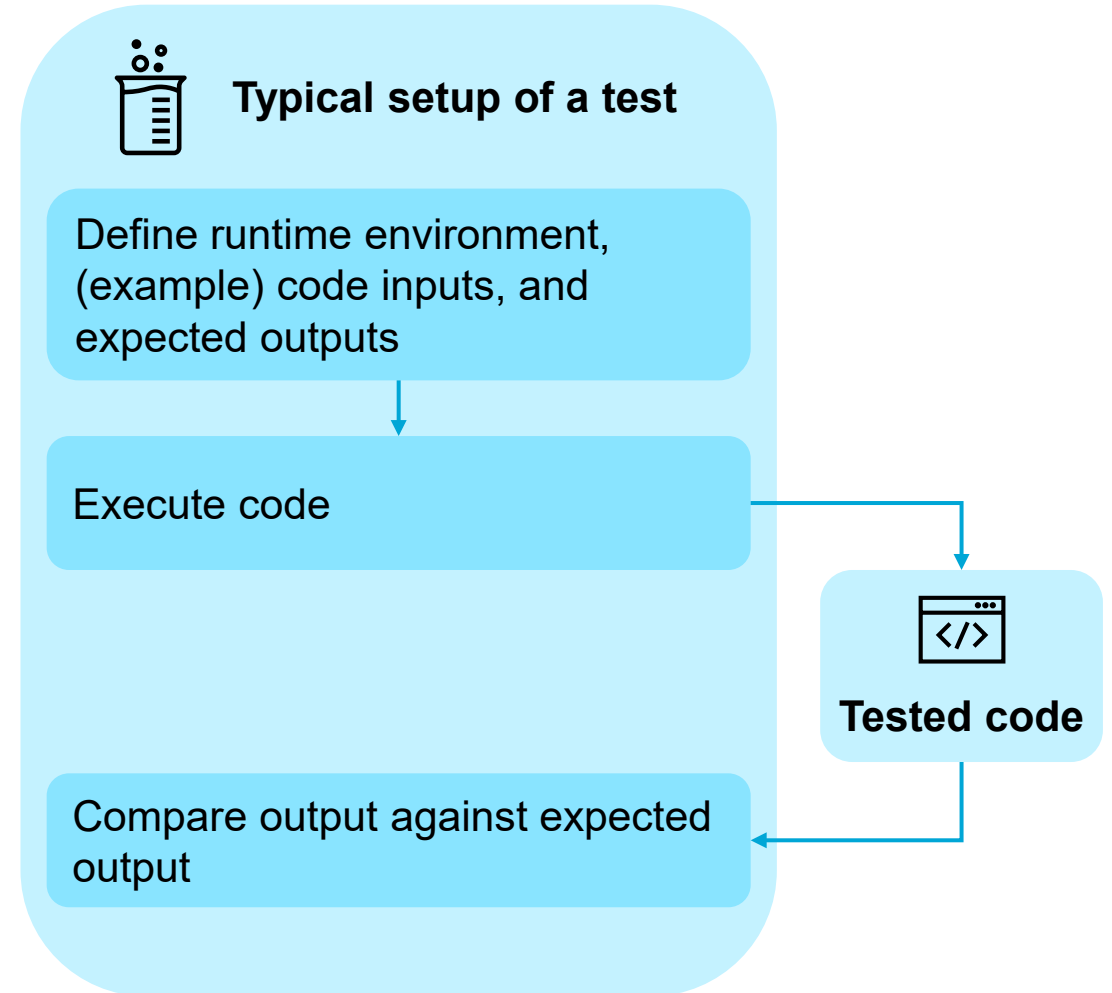 Typical setup of a test
Define runtime environment,
(example) code inputs, and
expected outputs
Execute code
</>
Tested code
Compare output against expected
output